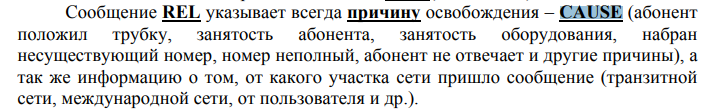 Сообщение REL указывает всегда причину освобождения – CAUSE (абонент
положил трубку, занятость абонента, занятость оборудования, набран
несуществующий номер, номер неполный, абонент не отвечает и другие причины), а
так же информацию о том, от какого участка сети пришло сообщение (транзитной
сети, международной сети, от пользователя и др.).